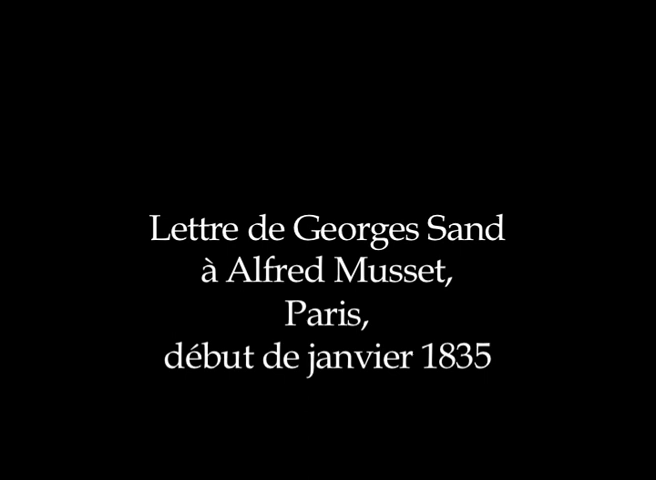 Lettre de Georges Sand
à Alfred Musset,
Paris,
début de janvier 1835